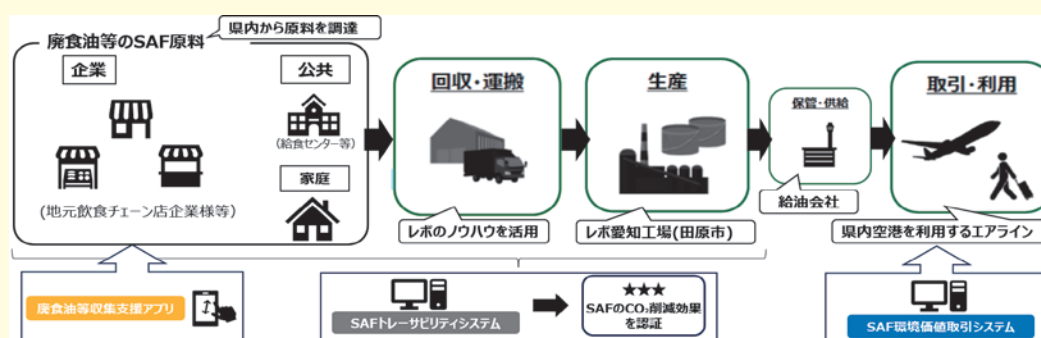 廃食油等のSAF原料
県内から原料を調達
企業
公共
(給食センター等)
家庭
(地元飲食チェーン店企業様等)
回収・運搬
レボのノウハウを活用
生産
レボ愛知工場(田原市)
保管・供給
給油会社
取引・利用
県内空港を利用するエアライン
廃食油等収集支援アプリ
SAFトレーサビリティシステム
★★★
SAFのCO₂削減効果
を認証
SAF環境価値取引システム